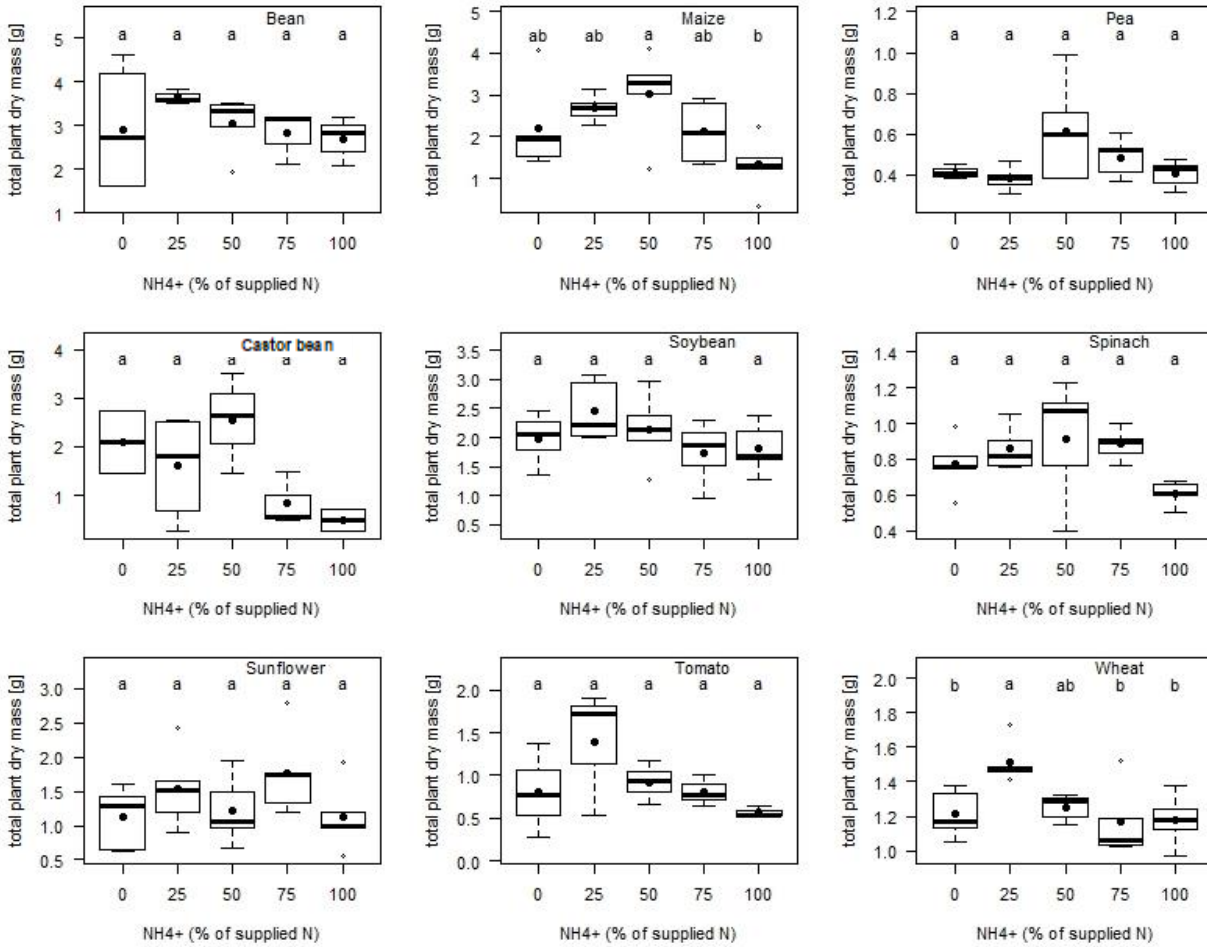 Bean
total plant dry mass [g]
5
4
3
2
1
a a a a a
0 25 50 75 100
NH4+ (% of supplied N)
Maize
total plant dry mass [g]
5
4
3
2
1
ab ab a ab b
0 25 50 75 100
NH4+ (% of supplied N)
Pea
total plant dry mass [g]
1.2
1.0
0.8
0.6
0.4
a a a a a
0 25 50 75 100
NH4+ (% of supplied N)
Castor bean
total plant dry mass [g]
4
3
2
1
a a a a a
0 25 50 75 100
NH4+ (% of supplied N)
Soybean
total plant dry mass [g]
3.5
3.0
2.5
2.0
1.5
1.0
0.5
a a a a a
0 25 50 75 100
NH4+ (% of supplied N)
Spinach
total plant dry mass [g]
1.4
1.2
1.0
0.8
0.6
0.4
a a a a a
0 25 50 75 100
NH4+ (% of supplied N)
Sunflower
total plant dry mass [g]
3.0
2.5
2.0
1.5
1.0
0.5
a a a a a
0 25 50 75 100
NH4+ (% of supplied N)
Tomato
total plant dry mass [g]
2.0
1.5
1.0
0.5
0.0
a a a a a
0 25 50 75 100
NH4+ (% of supplied N)
Wheat
total plant dry mass [g]
2.0
1.8
1.6
1.4
1.2
1.0
b a ab b b
0 25 50 75 100
NH4+ (% of supplied N)